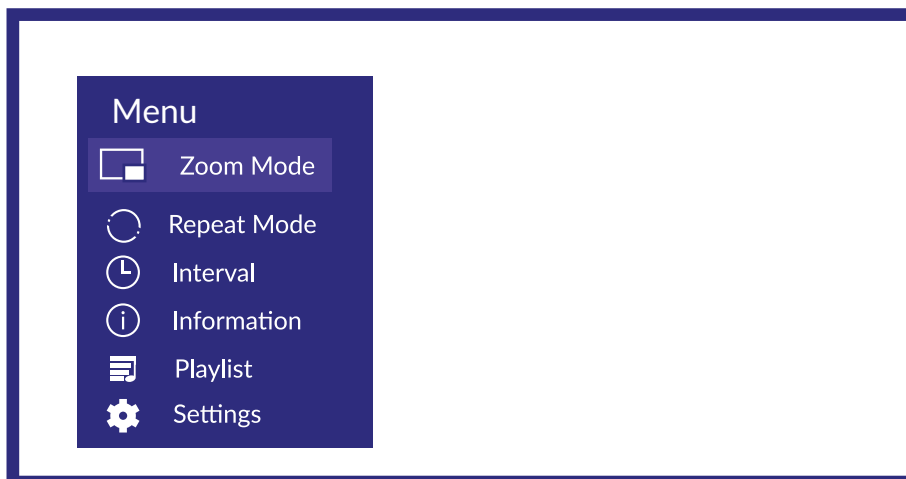 Menu
Zoom Mode
Repeat Mode
Interval
Information
Playlist
Settings